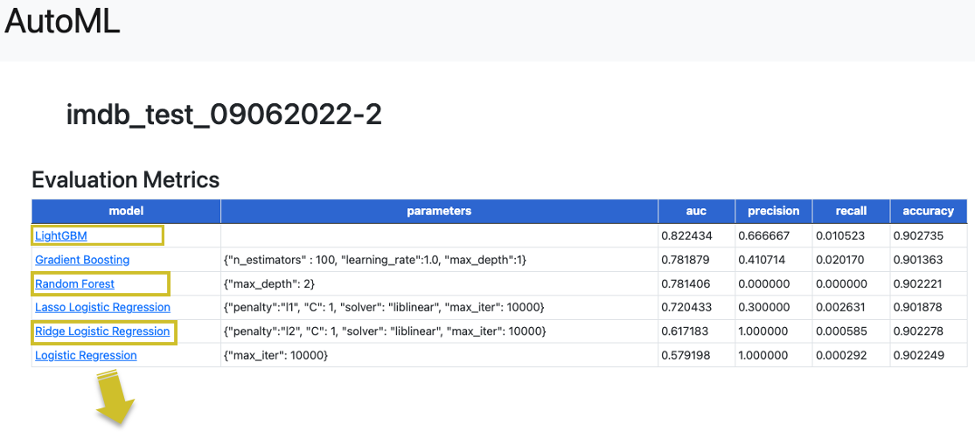 AutoML
imdb_test_09062022-2
Evaluation Metrics
model parameters auc precision recall accuracy
LightGBM 0.822434 0.666667 0.010523 0.902735
Gradient Boosting {"n_estimators" : 100, "learning_rate":1.0, "max_depth":1} 0.781879 0.410714 0.020170 0.901363
Random Forest {"max_depth": 2} 0.781406 0.000000 0.000000 0.902221
Lasso Logistic Regression {"penalty":"l1", "C": 1, "solver": "liblinear", "max_iter": 10000} 0.720433 0.300000 0.002631 0.901878
Ridge Logistic Regression {"penalty":"l2", "C": 1, "solver": "liblinear", "max_iter": 10000} 0.617183 1.000000 0.000585 0.902278
Logistic Regression {"max_iter": 10000} 0.579198 1.000000 0.000292 0.902249